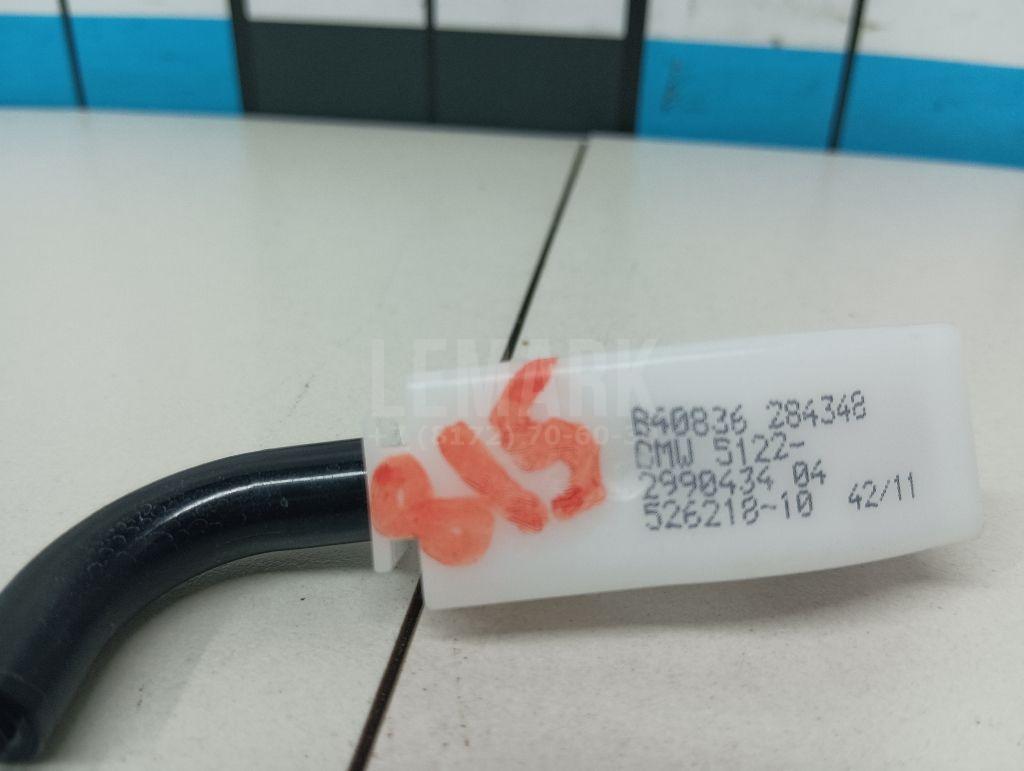 LEMARK
815
B40836 284348
CMW 5122-
2990434 04
526218-10 42/11